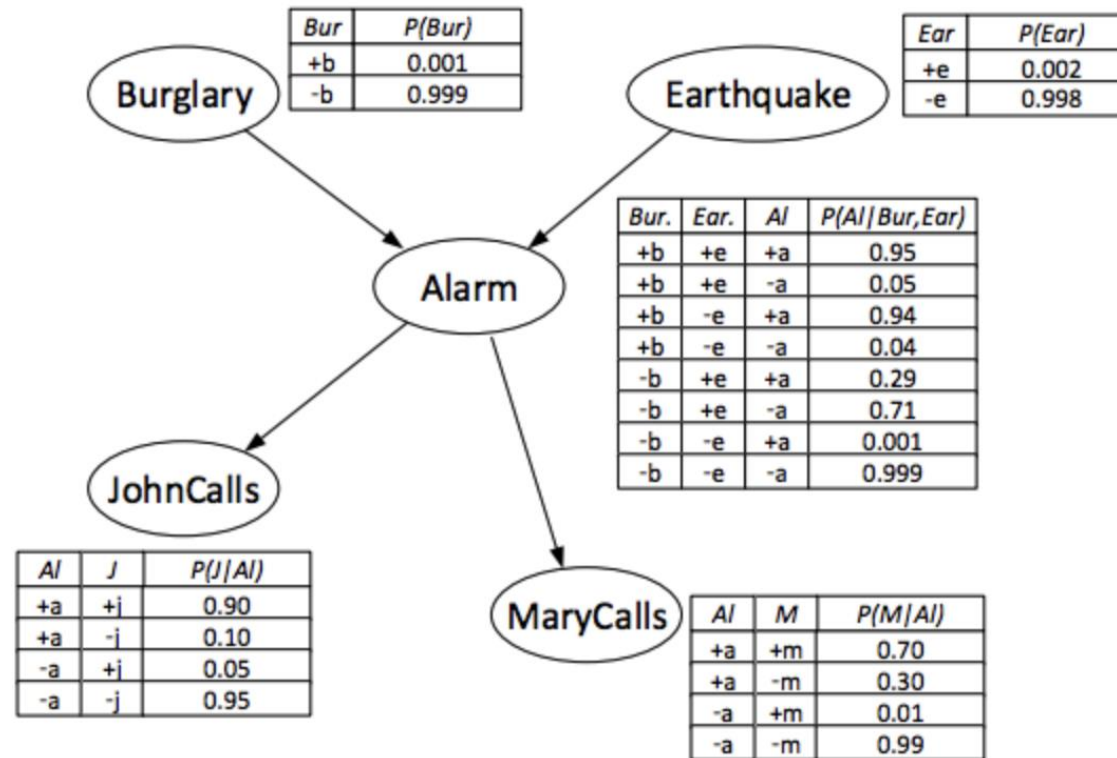 Burglary
Bur P(Bur)
+b 0.001
-b 0.999
Earthquake
Ear P(Ear)
+e 0.002
-e 0.998
Alarm
Bur. Ear. Al P(Al|Bur,Ear)
+b +e +a 0.95
+b +e -a 0.05
+b -e +a 0.94
+b -e -a 0.04
-b +e +a 0.29
-b +e -a 0.71
-b -e +a 0.001
-b -e -a 0.999
JohnCalls
Al J P(J|Al)
+a +j 0.90
+a -j 0.10
-a +j 0.05
-a -j 0.95
MaryCalls
Al M P(M|Al)
+a +m 0.70
+a -m 0.30
-a +m 0.01
-a -m 0.99